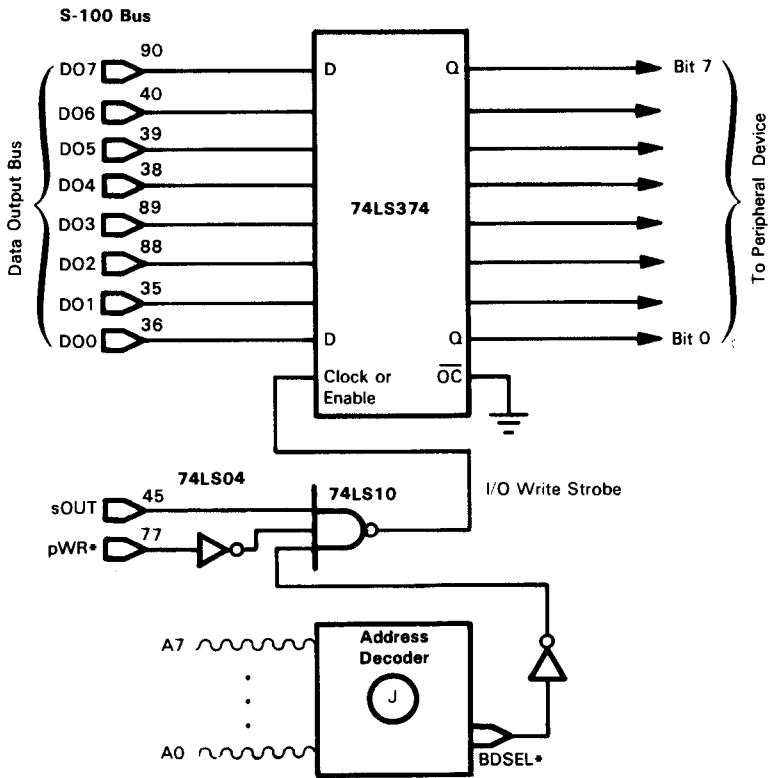 S-100 Bus
Data Output Bus
DO7
90
DO6
40
DO5
39
DO4
38
DO3
89
DO2
88
DO1
35
DO0
36
D
Q
74LS374
D
Q
Clock or
Enable
OC
Bit 7
Bit 0
To Peripheral Device
I/O Write Strobe
74LS04
74LS10
sOUT
45
pWR*
77
A7
A0
Address
Decoder
J
BDSEL*